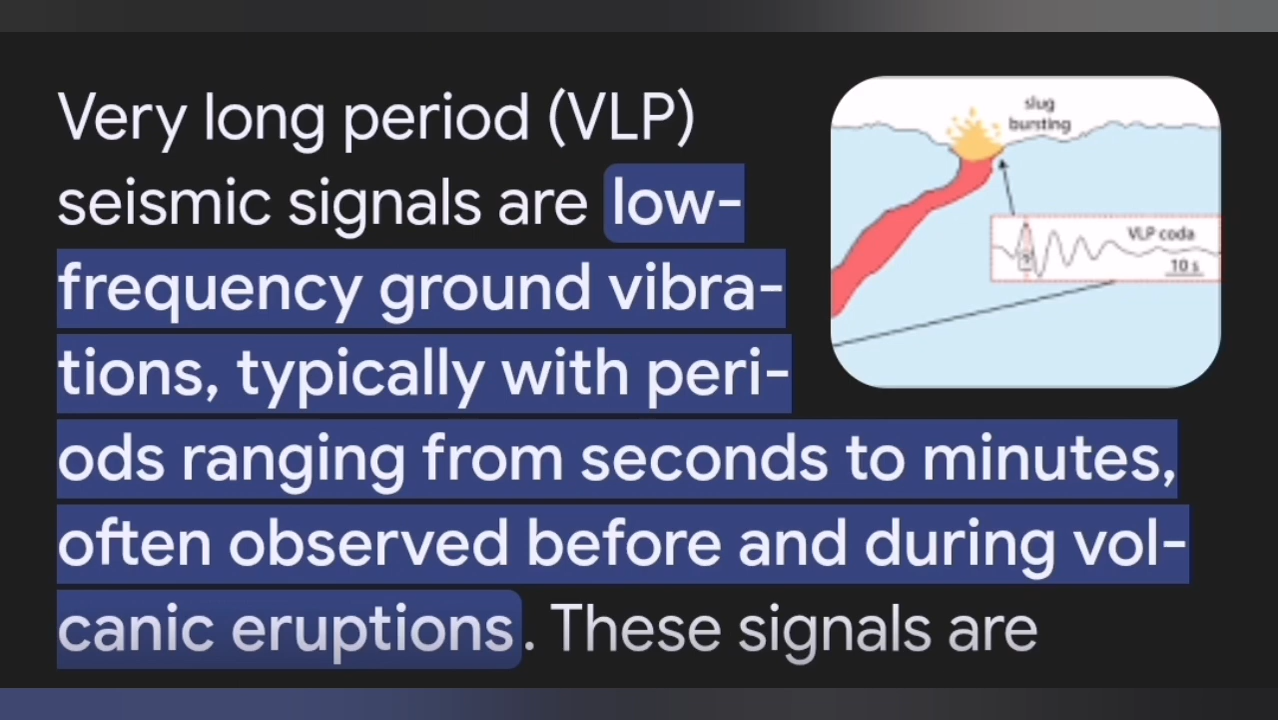 Very long period (VLP)
seismic signals are low-
frequency ground vibra-
tions, typically with peri-
ods ranging from seconds to minutes,
often observed before and during vol-
canic eruptions. These signals are
slug
bursting
VLP coda
?
10 s